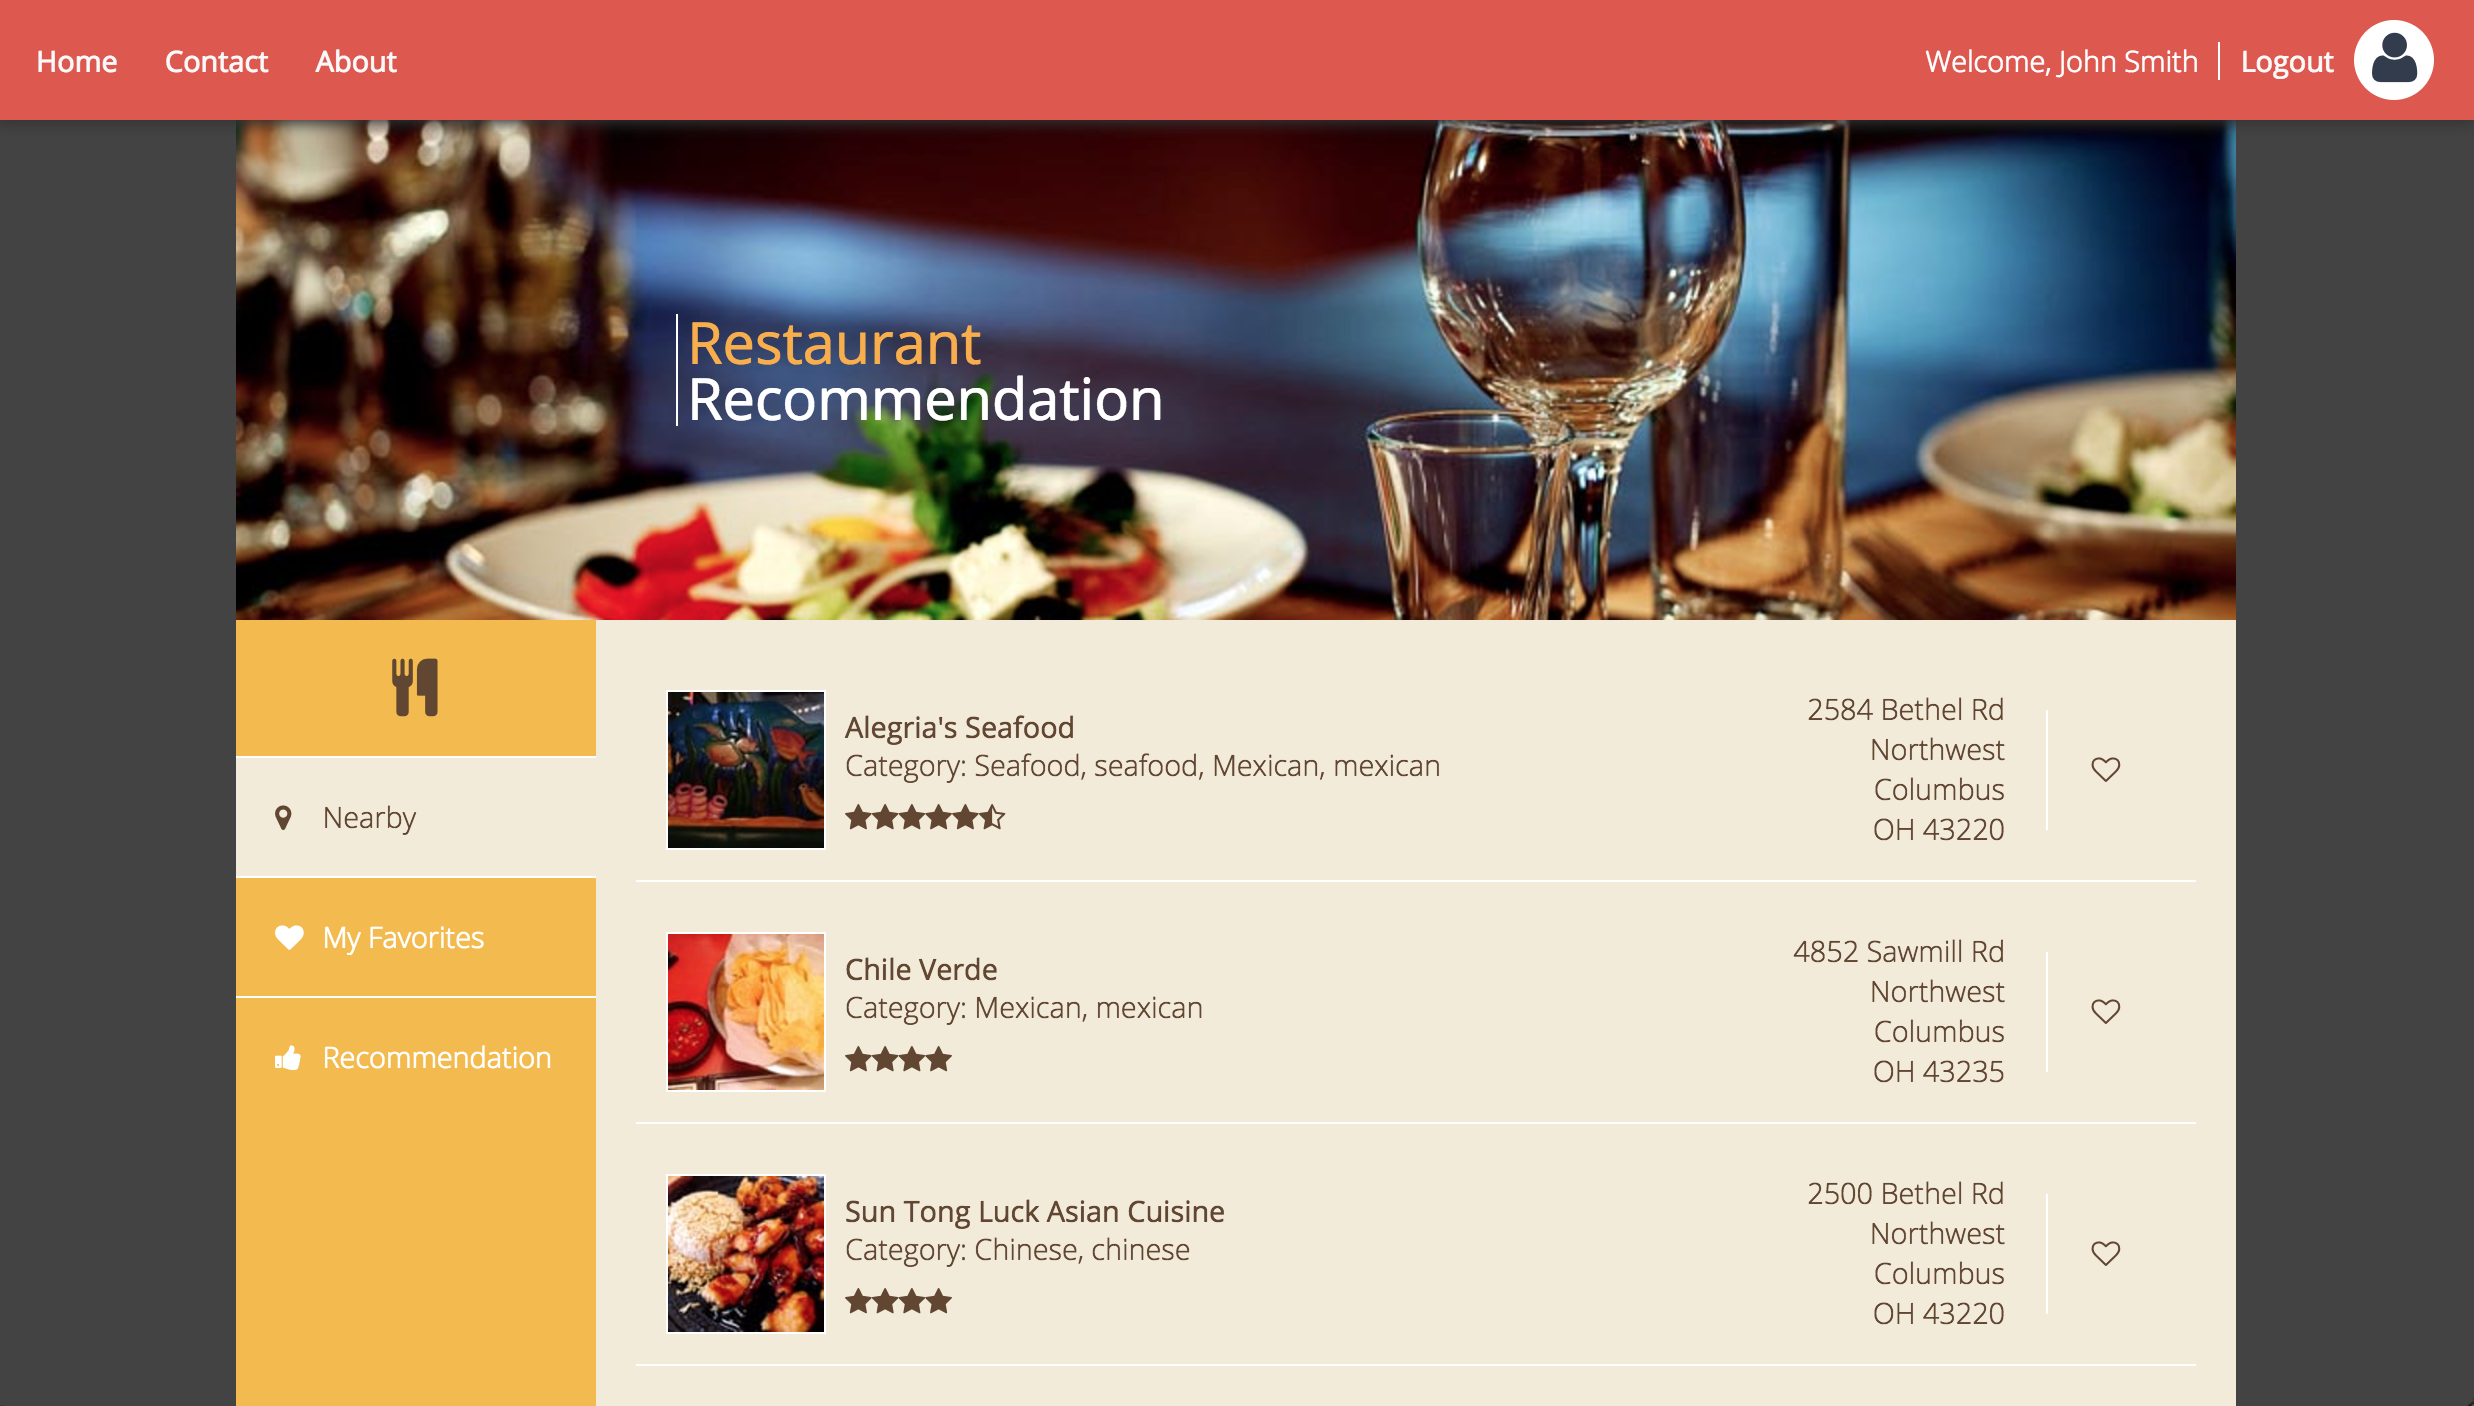 Home Contact About Welcome, John Smith Logout
Restaurant
Recommendation
Nearby
My Favorites
Recommendation
Alegria's Seafood
Category: Seafood, seafood, Mexican, mexican
2584 Bethel Rd
Northwest
Columbus
OH 43220
Chile Verde
Category: Mexican, mexican
4852 Sawmill Rd
Northwest
Columbus
OH 43235
Sun Tong Luck Asian Cuisine
Category: Chinese, chinese
2500 Bethel Rd
Northwest
Columbus
OH 43220